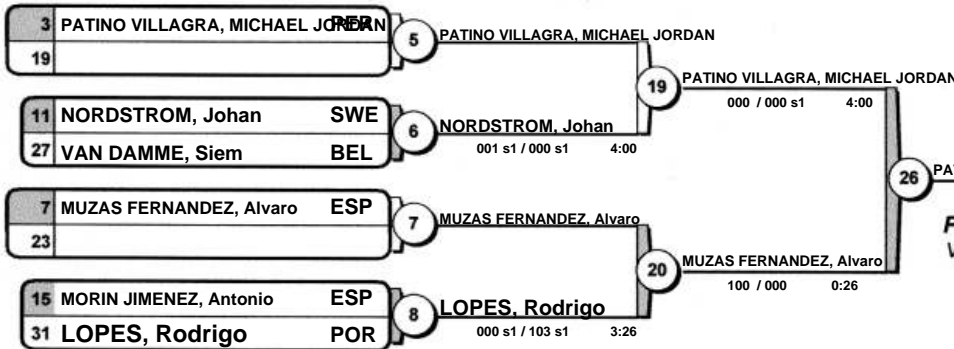 3 PATINO VILLAGRA, MICHAEL JORDAN PER
19
5
PATINO VILLAGRA, MICHAEL JORDAN
11 NORDSTROM, Johan SWE
27 VAN DAMME, Siem BEL
6
NORDSTROM, Johan
001 s1 / 000 s1 4:00
19
PATINO VILLAGRA, MICHAEL JORDAN
000 / 000 s1 4:00
7 MUZAS FERNANDEZ, Alvaro ESP
23
7
MUZAS FERNANDEZ, Alvaro
15 MORIN JIMENEZ, Antonio ESP
31 LOPES, Rodrigo POR
8
LOPES, Rodrigo
000 s1 / 103 s1 3:26
20
MUZAS FERNANDEZ, Alvaro
100 / 000 0:26
26